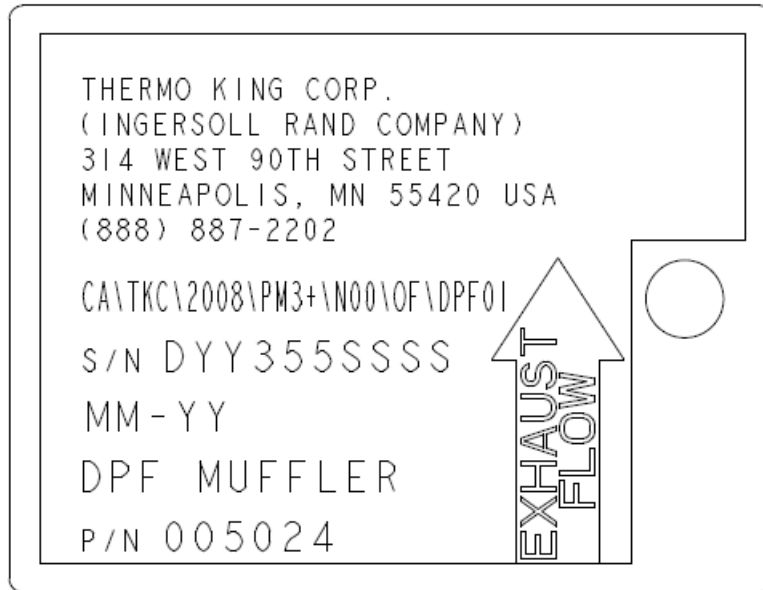 THERMO KING CORP.
(INGERSOLL RAND COMPANY)
314 WEST 90TH STREET
MINNEAPOLIS, MN 55420 USA
(888) 887-2202
CA\TKC\2008\PM3+\N00\OF\DPF01
S/N DYY355SSSS
MM-YY
DPF MUFFLER
P/N 005024
EXHAUST
FLOW